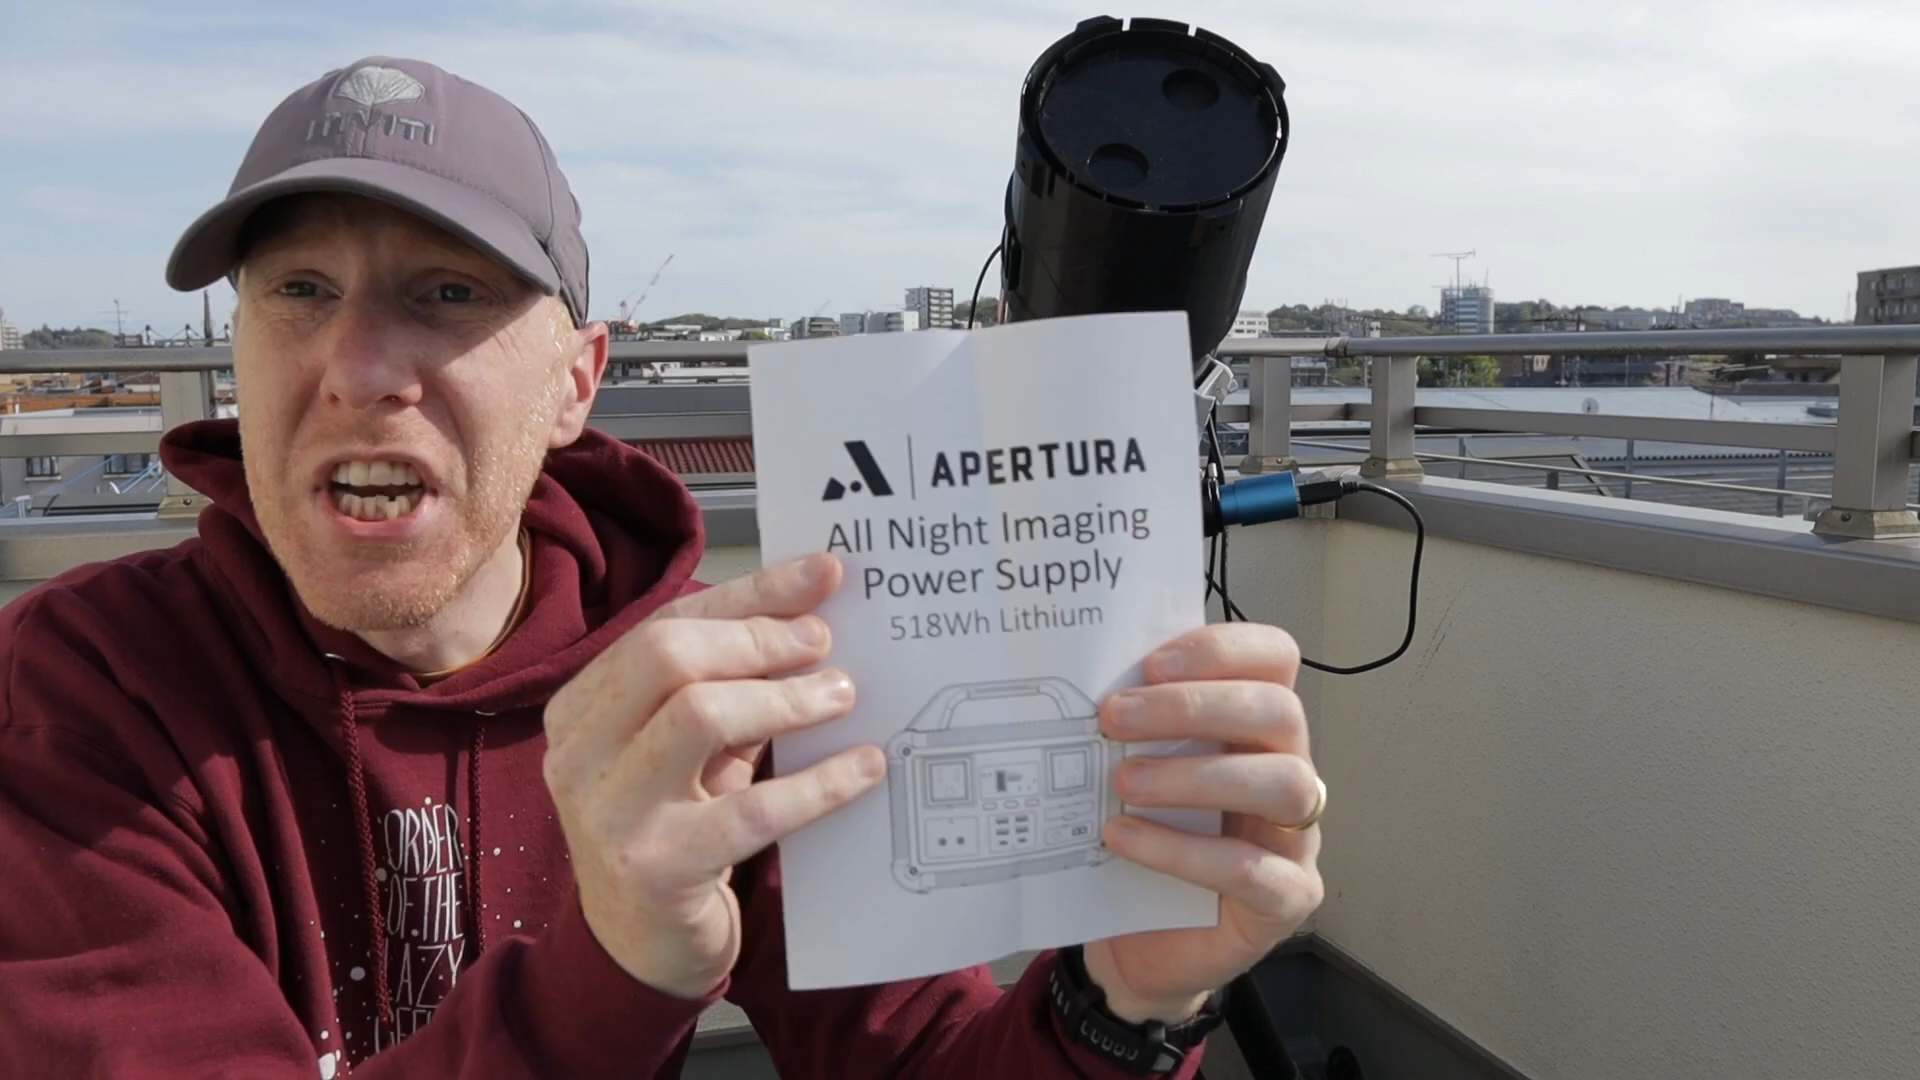 APERTURA
All Night Imaging
Power Supply
518Wh Lithium
ORDER
OF THE
LAZY